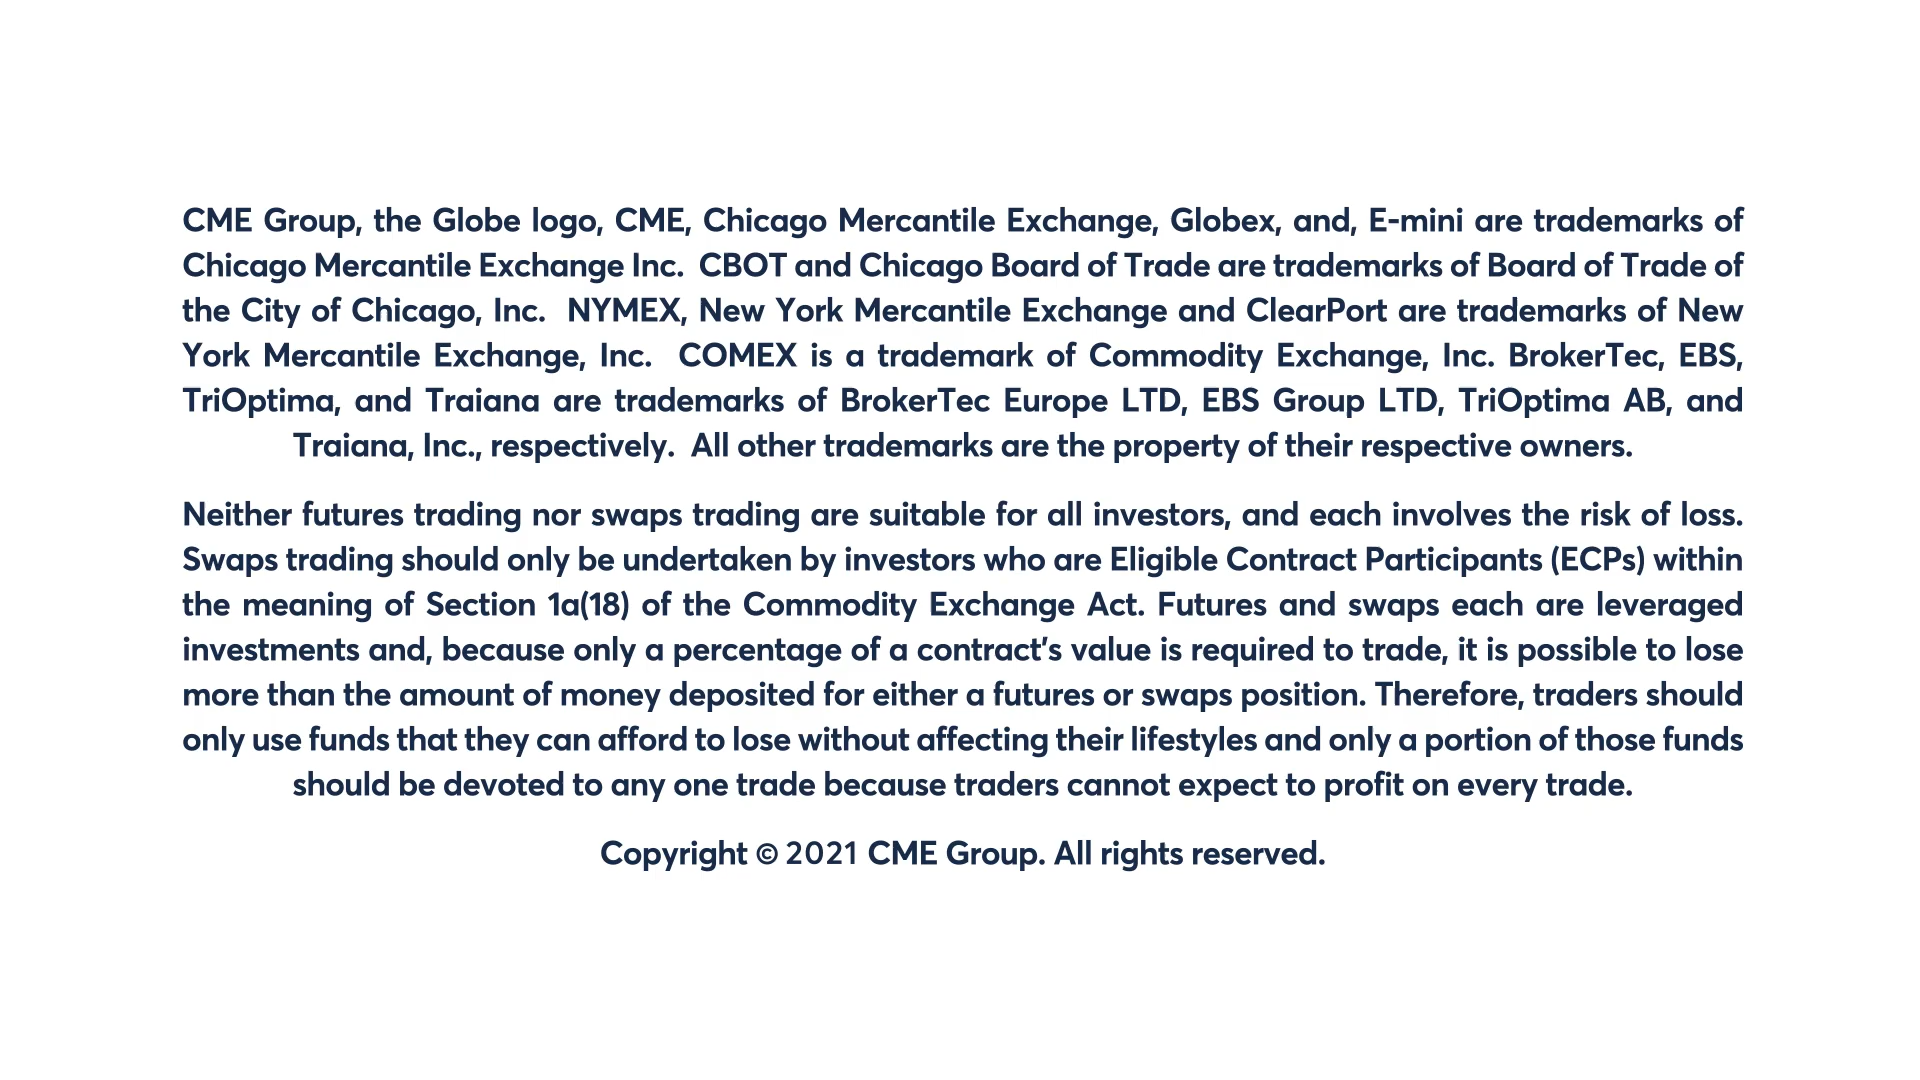 CME Group, the Globe logo, CME, Chicago Mercantile Exchange, Globex, and, E-mini are trademarks of
Chicago Mercantile Exchange Inc.  CBOT and Chicago Board of Trade are trademarks of Board of Trade of
the City of Chicago, Inc.  NYMEX, New York Mercantile Exchange and ClearPort are trademarks of New
York Mercantile Exchange, Inc.  COMEX is a trademark of Commodity Exchange, Inc. BrokerTec, EBS,
TriOptima, and Traiana are trademarks of BrokerTec Europe LTD, EBS Group LTD, TriOptima AB, and
Traiana, Inc., respectively.  All other trademarks are the property of their respective owners.
Neither futures trading nor swaps trading are suitable for all investors, and each involves the risk of loss.
Swaps trading should only be undertaken by investors who are Eligible Contract Participants (ECPs) within
the meaning of Section 1a(18) of the Commodity Exchange Act. Futures and swaps each are leveraged
investments and, because only a percentage of a contract's value is required to trade, it is possible to lose
more than the amount of money deposited for either a futures or swaps position. Therefore, traders should
only use funds that they can afford to lose without affecting their lifestyles and only a portion of those funds
should be devoted to any one trade because traders cannot expect to profit on every trade.
Copyright © 2021 CME Group. All rights reserved.